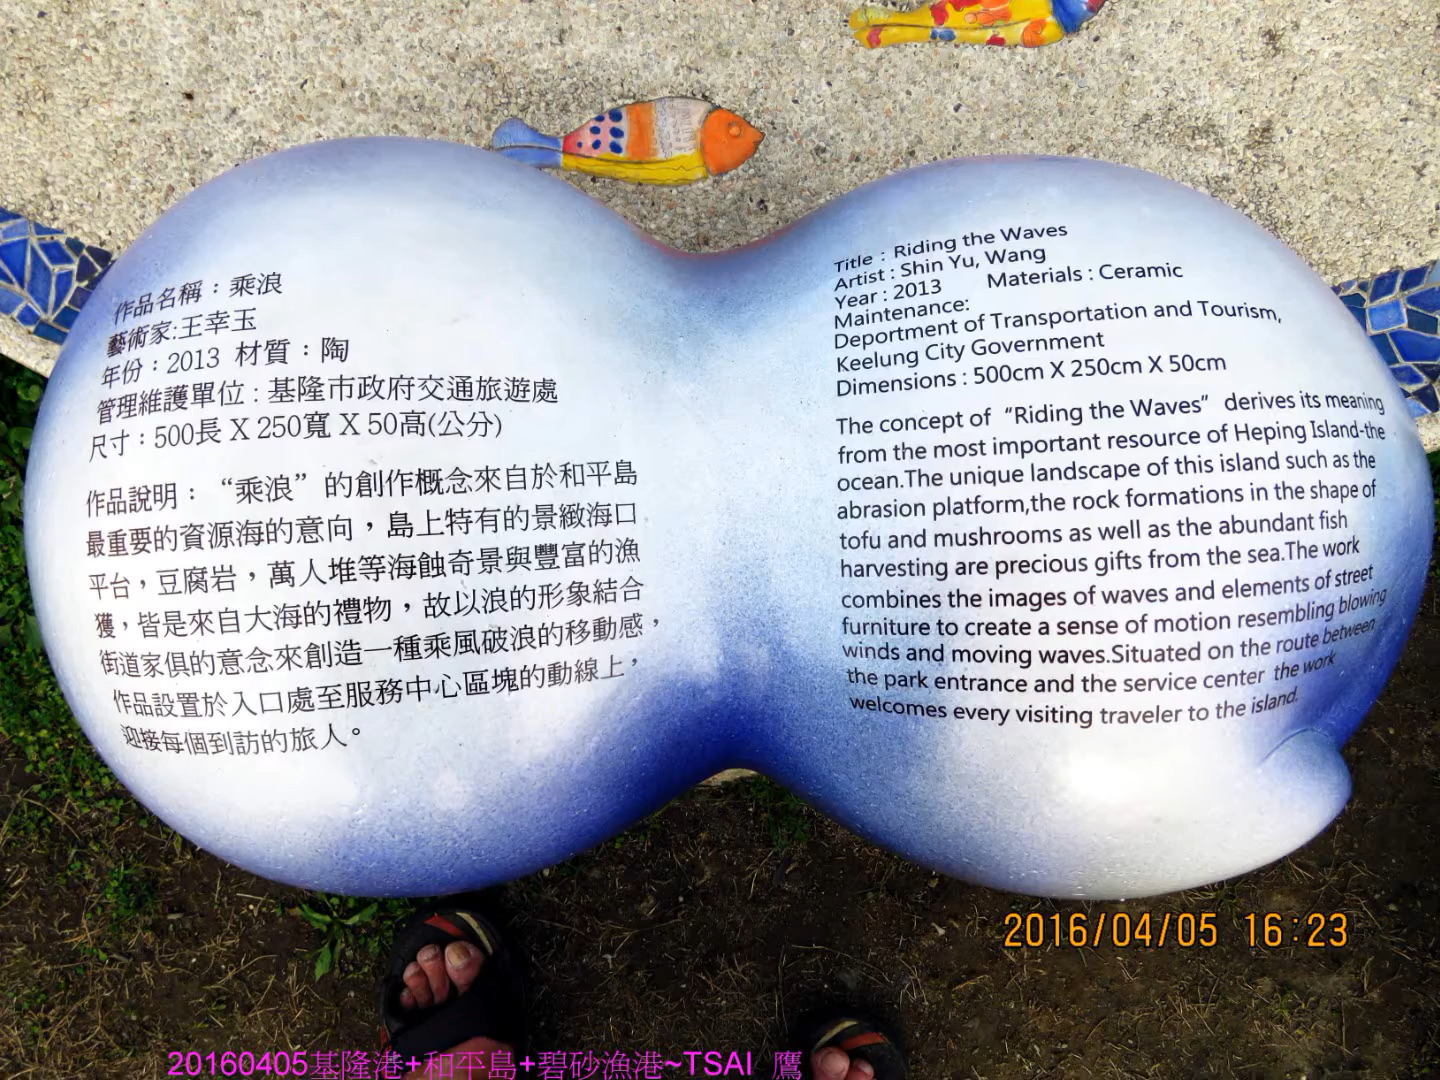 作品名稱：乘浪
藝術家:王幸玉
年份：2013 材質：陶
管理維護單位：基隆市政府交通旅遊處
尺寸：500長 X 250寬 X 50高(公分)
作品說明：“乘浪”的創作概念來自於和平島
最重要的資源海的意向，島上特有的景緻海口
平台，豆腐岩，萬人堆等海蝕奇景與豐富的漁
獲，皆是來自大海的禮物，故以浪的形象結合
街道家俱的意念來創造一種乘風破浪的移動感，
作品設置於入口處至服務中心區塊的動線上，
迎接每個到訪的旅人。
Title : Riding the Waves
Artist : Shin Yu, Wang
Year : 2013 Materials : Ceramic
Maintenance:
Deportment of Transportation and Tourism,
Keelung City Government
Dimensions : 500cm X 250cm X 50cm
The concept of “Riding the Waves” derives its meaning
from the most important resource of Heping Island-the
ocean.The unique landscape of this island such as the
abrasion platform,the rock formations in the shape of
tofu and mushrooms as well as the abundant fish
harvesting are precious gifts from the sea.The work
combines the images of waves and elements of street
furniture to create a sense of motion resembling blowing
winds and moving waves.Situated on the route between
the park entrance and the service center the work
welcomes every visiting traveler to the island.
2016/04/05 16:23
20160405基隆港+和平島+碧砂漁港~TSAI 鷹